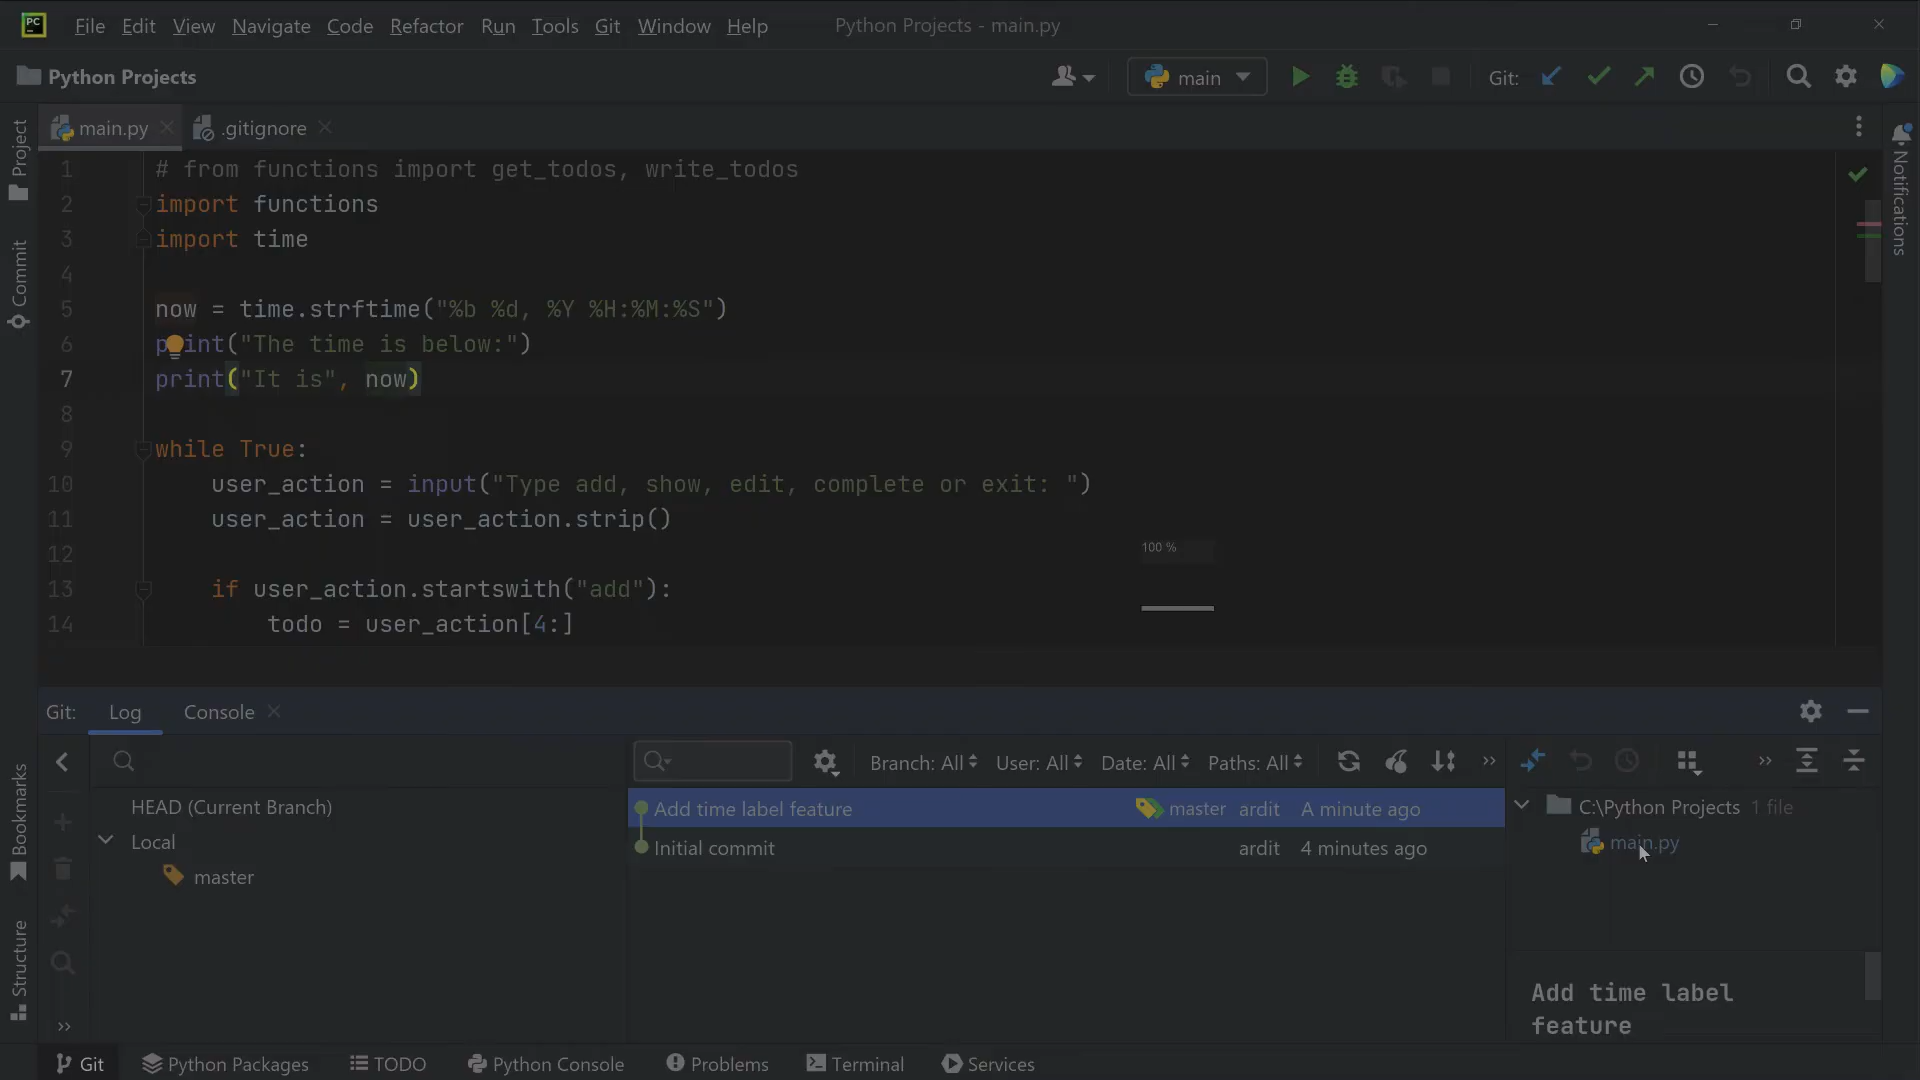 PC File Edit View Navigate Code Refactor Run Tools Git Window Help Python Projects - main.py
Python Projects main Git:
Project
Commit
Bookmarks
Structure
Notifications
main.py .gitignore
1 # from functions import get_todos, write_todos
2 import functions
3 import time
4
5 now = time.strftime("%b %d, %Y %H:%M:%S")
6 print("The time is below:")
7 print("It is", now)
8
9 while True:
10 user_action = input("Type add, show, edit, complete or exit: ")
11 user_action = user_action.strip()
12
13 if user_action.startswith("add"):
14 todo = user_action[4:]
100 %
Git: Log Console
Branch: All User: All Date: All Paths: All
HEAD (Current Branch)
Local
master
Add time label feature master ardit A minute ago
Initial commit ardit 4 minutes ago
C:\Python Projects 1 file
main.py
Add time label
feature
Git Python Packages TODO Python Console Problems Terminal Services